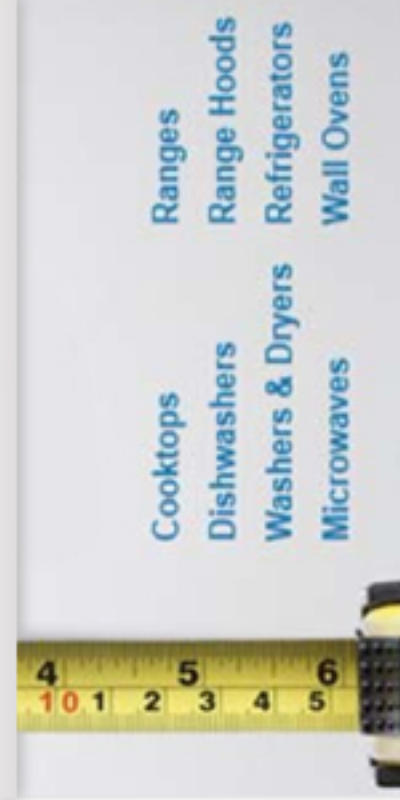 Cooktops
Dishwashers
Washers & Dryers
Microwaves
Ranges
Range Hoods
Refrigerators
Wall Ovens
4 5 6
10 1 2 3 4 5